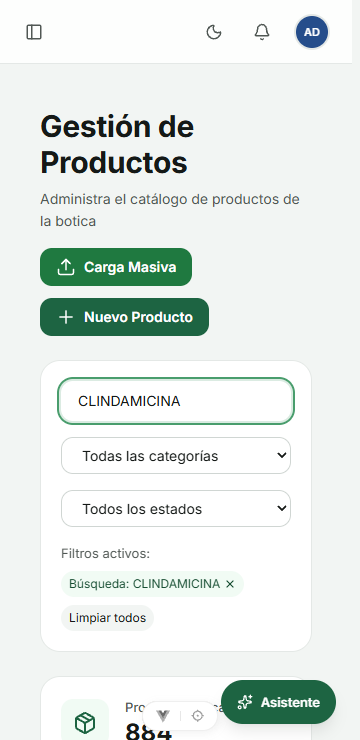 AD
Gestión de
Productos
Administra el catálogo de productos de
la botica
Carga Masiva
Nuevo Producto
CLINDAMICINA
Todas las categorías
Todos los estados
Filtros activos:
Búsqueda: CLINDAMICINA ×
Limpiar todos
Asistente
884